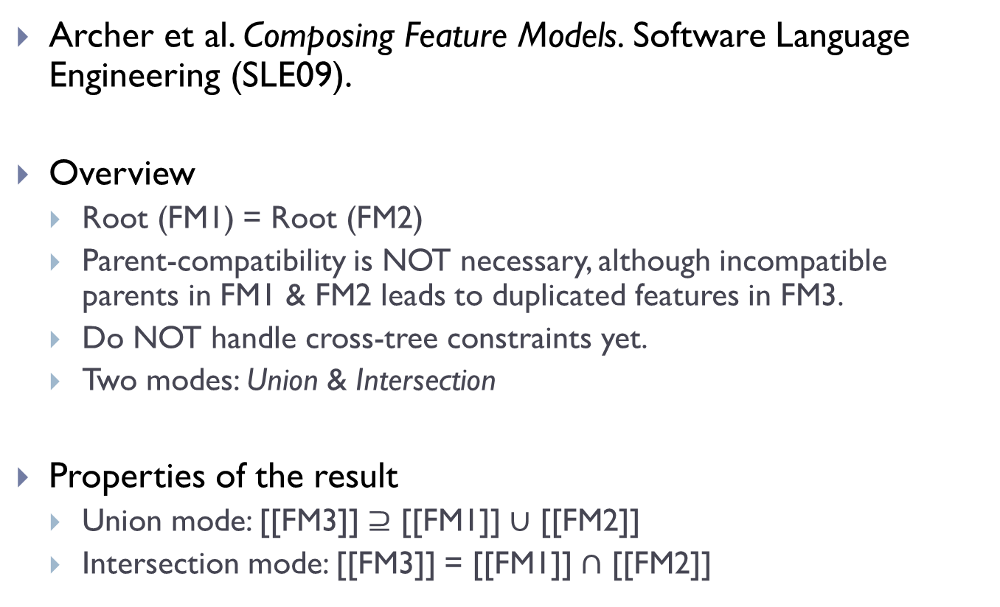 Archer et al. Composing Feature Models. Software Language
Engineering (SLE09).
Overview
Root (FM1) = Root (FM2)
Parent-compatibility is NOT necessary, although incompatible
parents in FM1 & FM2 leads to duplicated features in FM3.
Do NOT handle cross-tree constraints yet.
Two modes: Union & Intersection
Properties of the result
Union mode: [[FM3]] ⊇ [[FM1]] ∪ [[FM2]]
Intersection mode: [[FM3]] = [[FM1]] ∩ [[FM2]]